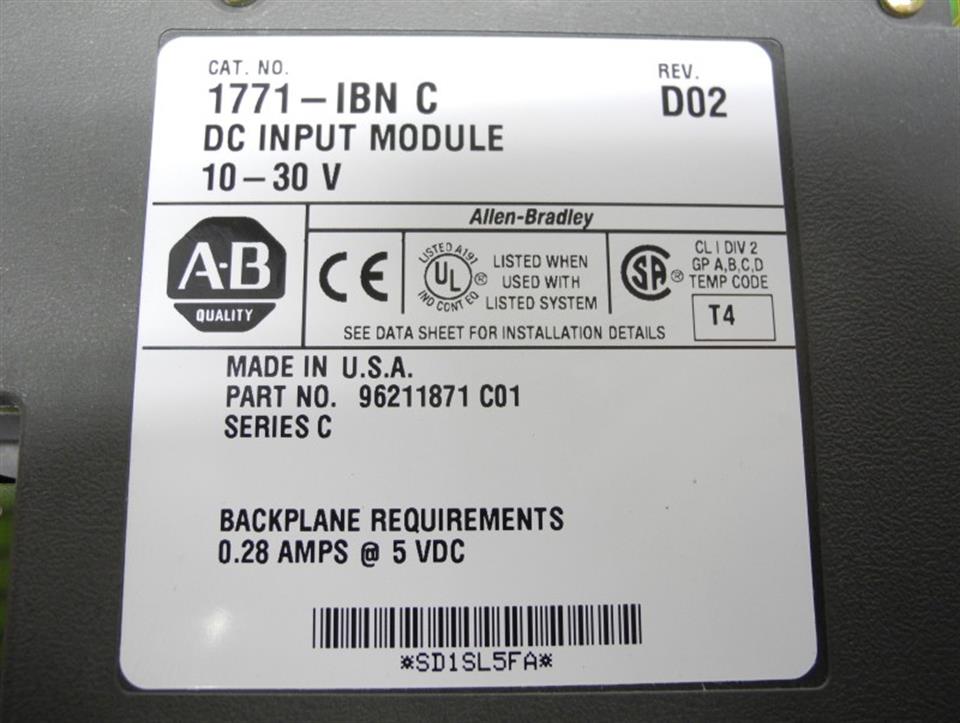 CAT. NO.
1771-IBN C
REV.
D02
DC INPUT MODULE
10-30 V
Allen-Bradley
A-B
QUALITY
CE
LISTED A191
UL ®
IND CONT EQ
LISTED WHEN
USED WITH
LISTED SYSTEM
SA ®
CL I DIV 2
GP A,B,C,D
TEMP CODE
T4
SEE DATA SHEET FOR INSTALLATION DETAILS
MADE IN U.S.A.
PART NO. 96211871 C01
SERIES C
BACKPLANE REQUIREMENTS
0.28 AMPS @ 5 VDC
*SD1SL5FA*